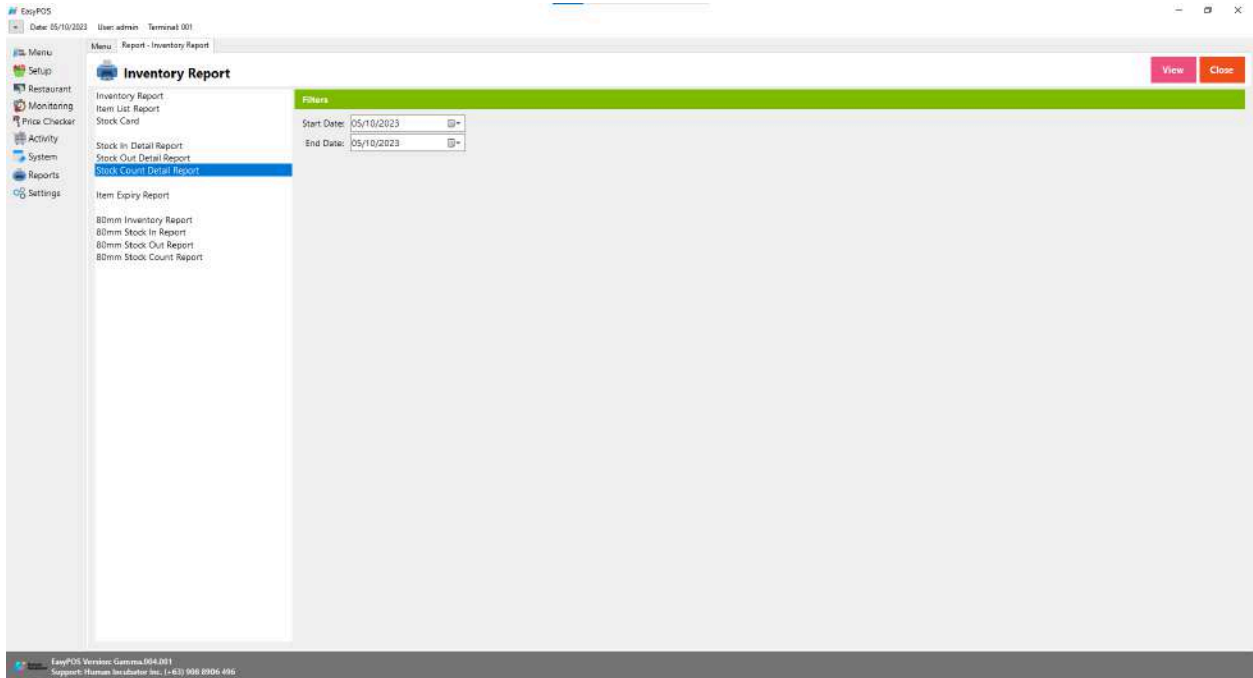 EasyPOS
Date: 05/10/2023 User: admin Terminal: 001
Menu
Setup
Restaurant
Monitoring
Price Checker
Activity
System
Reports
Settings
Menu Report - Inventory Report
Inventory Report
View Close
Inventory Report
Item List Report
Stock Card
Stock In Detail Report
Stock Out Detail Report
Stock Count Detail Report
Item Expiry Report
80mm Inventory Report
80mm Stock In Report
80mm Stock Out Report
80mm Stock Count Report
Filters
Start Date: 05/10/2023
End Date: 05/10/2023
EasyPOS Version: Gamma.004.001
Support: Human Incubator Inc. (+63) 906 8906 496